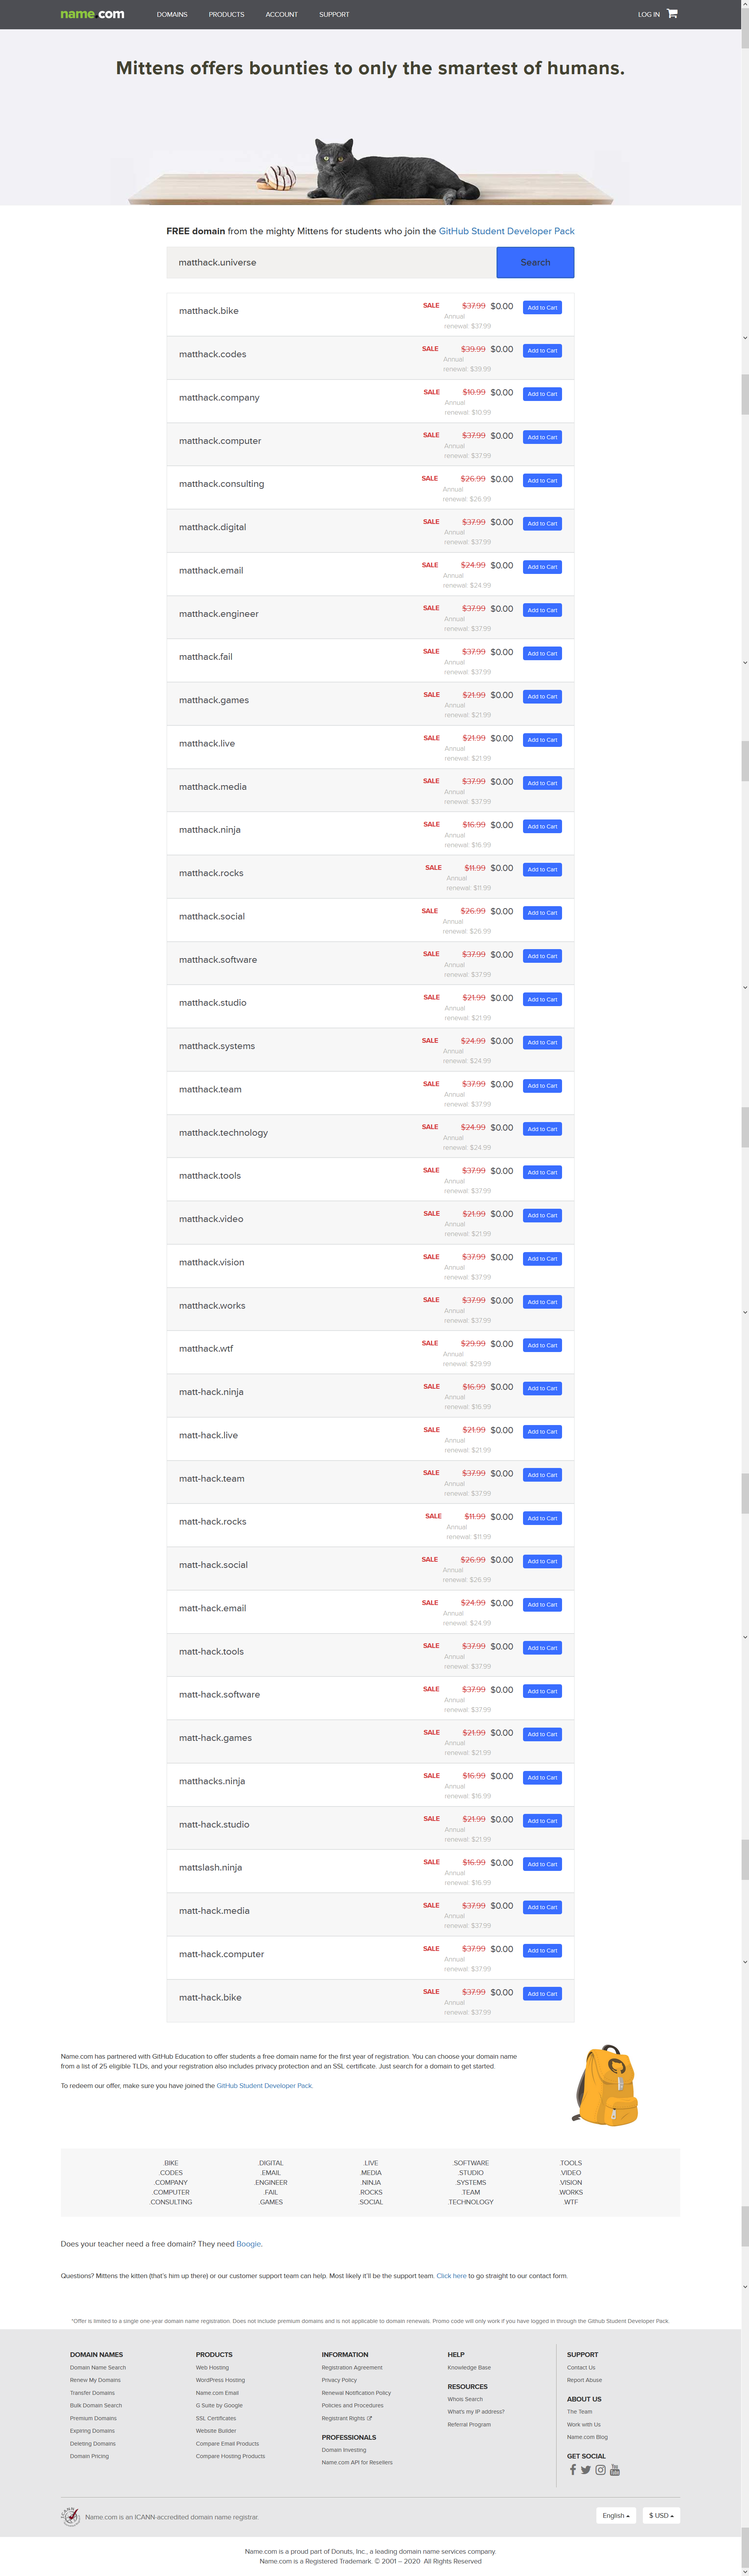 name.com DOMAINS PRODUCTS ACCOUNT SUPPORT LOG IN
Mittens offers bounties to only the smartest of humans.
FREE domain from the mighty Mittens for students who join the GitHub Student Developer Pack
matthack.universe Search
matthack.bike SALE $37.99 $0.00 Add to Cart
Annual
renewal: $37.99
matthack.codes SALE $39.99 $0.00 Add to Cart
Annual
renewal: $39.99
matthack.company SALE $10.99 $0.00 Add to Cart
Annual
renewal: $10.99
matthack.computer SALE $37.99 $0.00 Add to Cart
Annual
renewal: $37.99
matthack.consulting SALE $26.99 $0.00 Add to Cart
Annual
renewal: $26.99
matthack.digital SALE $37.99 $0.00 Add to Cart
Annual
renewal: $37.99
matthack.email SALE $24.99 $0.00 Add to Cart
Annual
renewal: $24.99
matthack.engineer SALE $37.99 $0.00 Add to Cart
Annual
renewal: $37.99
matthack.fail SALE $37.99 $0.00 Add to Cart
Annual
renewal: $37.99
matthack.games SALE $21.99 $0.00 Add to Cart
Annual
renewal: $21.99
matthack.live SALE $21.99 $0.00 Add to Cart
Annual
renewal: $21.99
matthack.media SALE $37.99 $0.00 Add to Cart
Annual
renewal: $37.99
matthack.ninja SALE $16.99 $0.00 Add to Cart
Annual
renewal: $16.99
matthack.rocks SALE $11.99 $0.00 Add to Cart
Annual
renewal: $11.99
matthack.social SALE $26.99 $0.00 Add to Cart
Annual
renewal: $26.99
matthack.software SALE $37.99 $0.00 Add to Cart
Annual
renewal: $37.99
matthack.studio SALE $21.99 $0.00 Add to Cart
Annual
renewal: $21.99
matthack.systems SALE $24.99 $0.00 Add to Cart
Annual
renewal: $24.99
matthack.team SALE $37.99 $0.00 Add to Cart
Annual
renewal: $37.99
matthack.technology SALE $24.99 $0.00 Add to Cart
Annual
renewal: $24.99
matthack.tools SALE $37.99 $0.00 Add to Cart
Annual
renewal: $37.99
matthack.video SALE $21.99 $0.00 Add to Cart
Annual
renewal: $21.99
matthack.vision SALE $37.99 $0.00 Add to Cart
Annual
renewal: $37.99
matthack.works SALE $37.99 $0.00 Add to Cart
Annual
renewal: $37.99
matthack.wtf SALE $29.99 $0.00 Add to Cart
Annual
renewal: $29.99
matt-hack.ninja SALE $16.99 $0.00 Add to Cart
Annual
renewal: $16.99
matt-hack.live SALE $21.99 $0.00 Add to Cart
Annual
renewal: $21.99
matt-hack.team SALE $37.99 $0.00 Add to Cart
Annual
renewal: $37.99
matt-hack.rocks SALE $11.99 $0.00 Add to Cart
Annual
renewal: $11.99
matt-hack.social SALE $26.99 $0.00 Add to Cart
Annual
renewal: $26.99
matt-hack.email SALE $24.99 $0.00 Add to Cart
Annual
renewal: $24.99
matt-hack.tools SALE $37.99 $0.00 Add to Cart
Annual
renewal: $37.99
matt-hack.software SALE $37.99 $0.00 Add to Cart
Annual
renewal: $37.99
matt-hack.games SALE $21.99 $0.00 Add to Cart
Annual
renewal: $21.99
matthacks.ninja SALE $16.99 $0.00 Add to Cart
Annual
renewal: $16.99
matt-hack.studio SALE $21.99 $0.00 Add to Cart
Annual
renewal: $21.99
mattslash.ninja SALE $16.99 $0.00 Add to Cart
Annual
renewal: $16.99
matt-hack.media SALE $37.99 $0.00 Add to Cart
Annual
renewal: $37.99
matt-hack.computer SALE $37.99 $0.00 Add to Cart
Annual
renewal: $37.99
matt-hack.bike SALE $37.99 $0.00 Add to Cart
Annual
renewal: $37.99
Name.com has partnered with GitHub Education to offer students a free domain name for the first year of registration. You can choose your domain name
from a list of 25 eligible TLDs, and your registration also includes privacy protection and an SSL certificate. Just search for a domain to get started.
To redeem our offer, make sure you have joined the GitHub Student Developer Pack.
.BIKE .DIGITAL .LIVE .SOFTWARE .TOOLS
.CODES .EMAIL .MEDIA .STUDIO .VIDEO
.COMPANY .ENGINEER .NINJA .SYSTEMS .VISION
.COMPUTER .FAIL .ROCKS .TEAM .WORKS
.CONSULTING .GAMES .SOCIAL .TECHNOLOGY .WTF
Does your teacher need a free domain? They need Boogie.
Questions? Mittens the kitten (that's him up there) or our customer support team can help. Most likely it'll be the support team. Click here to go straight to our contact form.
*Offer is limited to a single one-year domain name registration. Does not include premium domains and is not applicable to domain renewals. Promo code will only work if you have logged in through the Github Student Developer Pack.
DOMAIN NAMES
Domain Name Search
Renew My Domains
Transfer Domains
Bulk Domain Search
Premium Domains
Expiring Domains
Deleting Domains
Domain Pricing
PRODUCTS
Web Hosting
WordPress Hosting
Name.com Email
G Suite by Google
SSL Certificates
Website Builder
Compare Email Products
Compare Hosting Products
INFORMATION
Registration Agreement
Privacy Policy
Renewal Notification Policy
Policies and Procedures
Registrant Rights
PROFESSIONALS
Domain Investing
Name.com API for Resellers
HELP
Knowledge Base
RESOURCES
Whois Search
What's my IP address?
Referral Program
SUPPORT
Contact Us
Report Abuse
ABOUT US
The Team
Work with Us
Name.com Blog
GET SOCIAL
Name.com is an ICANN-accredited domain name registrar. English $ USD
Name.com is a proud part of Donuts, Inc., a leading domain name services company.
Name.com is a Registered Trademark. © 2001 – 2020 All Rights Reserved